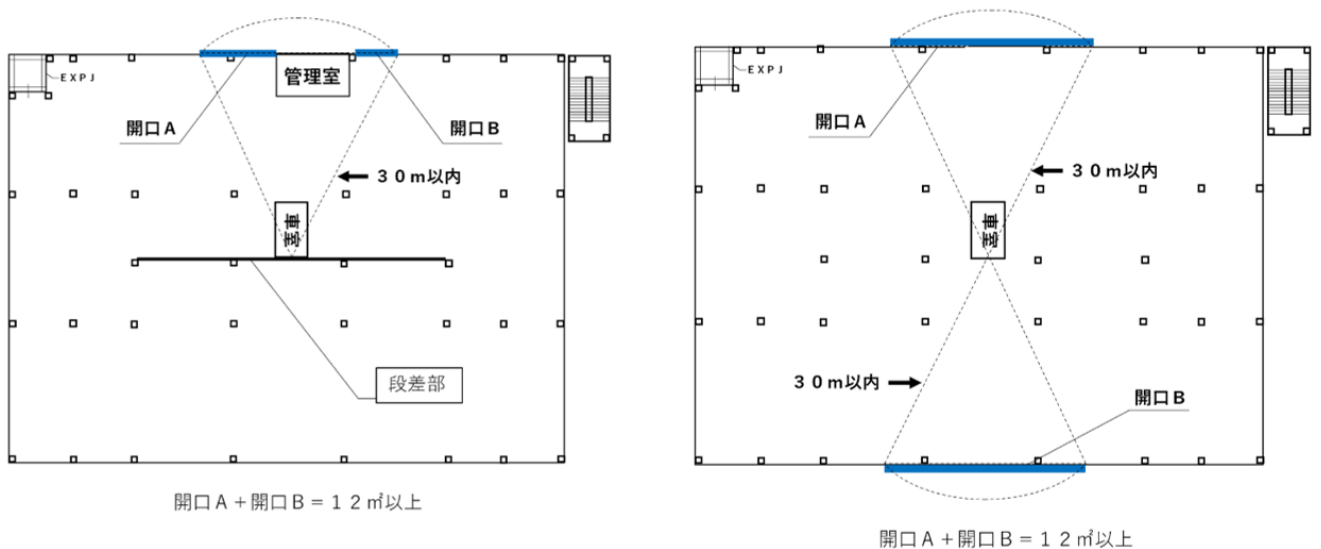 管理室
EXPJ
開口A
開口B
30m以内
車室
段差部
開口A+開口B=12㎡以上
EXPJ
開口A
30m以内
車室
30m以内
開口B
開口A+開口B=12㎡以上